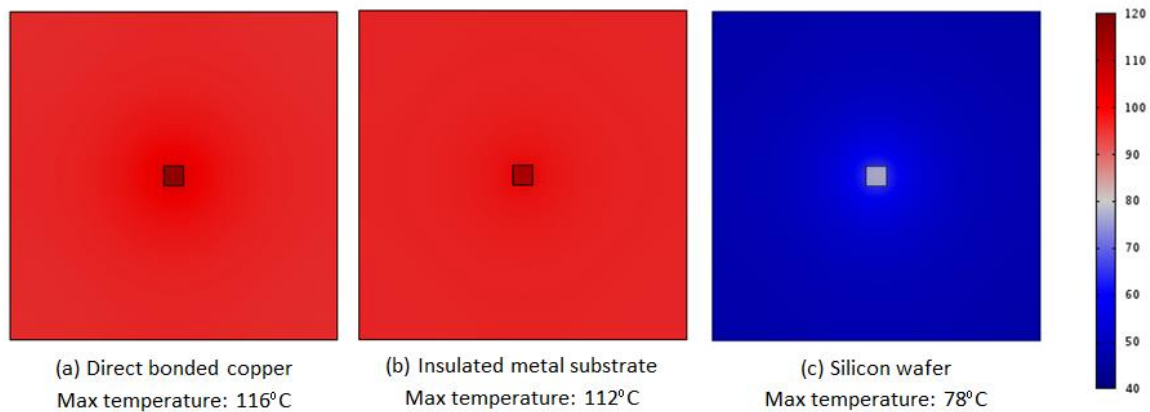 (a) Direct bonded copper
Max temperature: 116⁰C
(b) Insulated metal substrate
Max temperature: 112⁰C
(c) Silicon wafer
Max temperature: 78⁰C
120
110
100
90
80
70
60
50
40